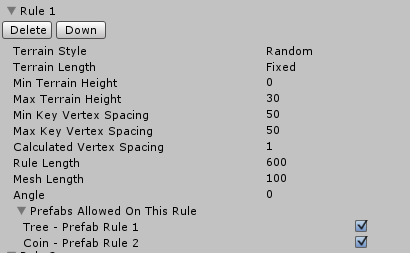 Rule 1
Delete Down
Terrain Style Random
Terrain Length Fixed
Min Terrain Height 0
Max Terrain Height 30
Min Key Vertex Spacing 50
Max Key Vertex Spacing 50
Calculated Vertex Spacing 1
Rule Length 600
Mesh Length 100
Angle 0
Prefabs Allowed On This Rule
Tree - Prefab Rule 1
Coin - Prefab Rule 2